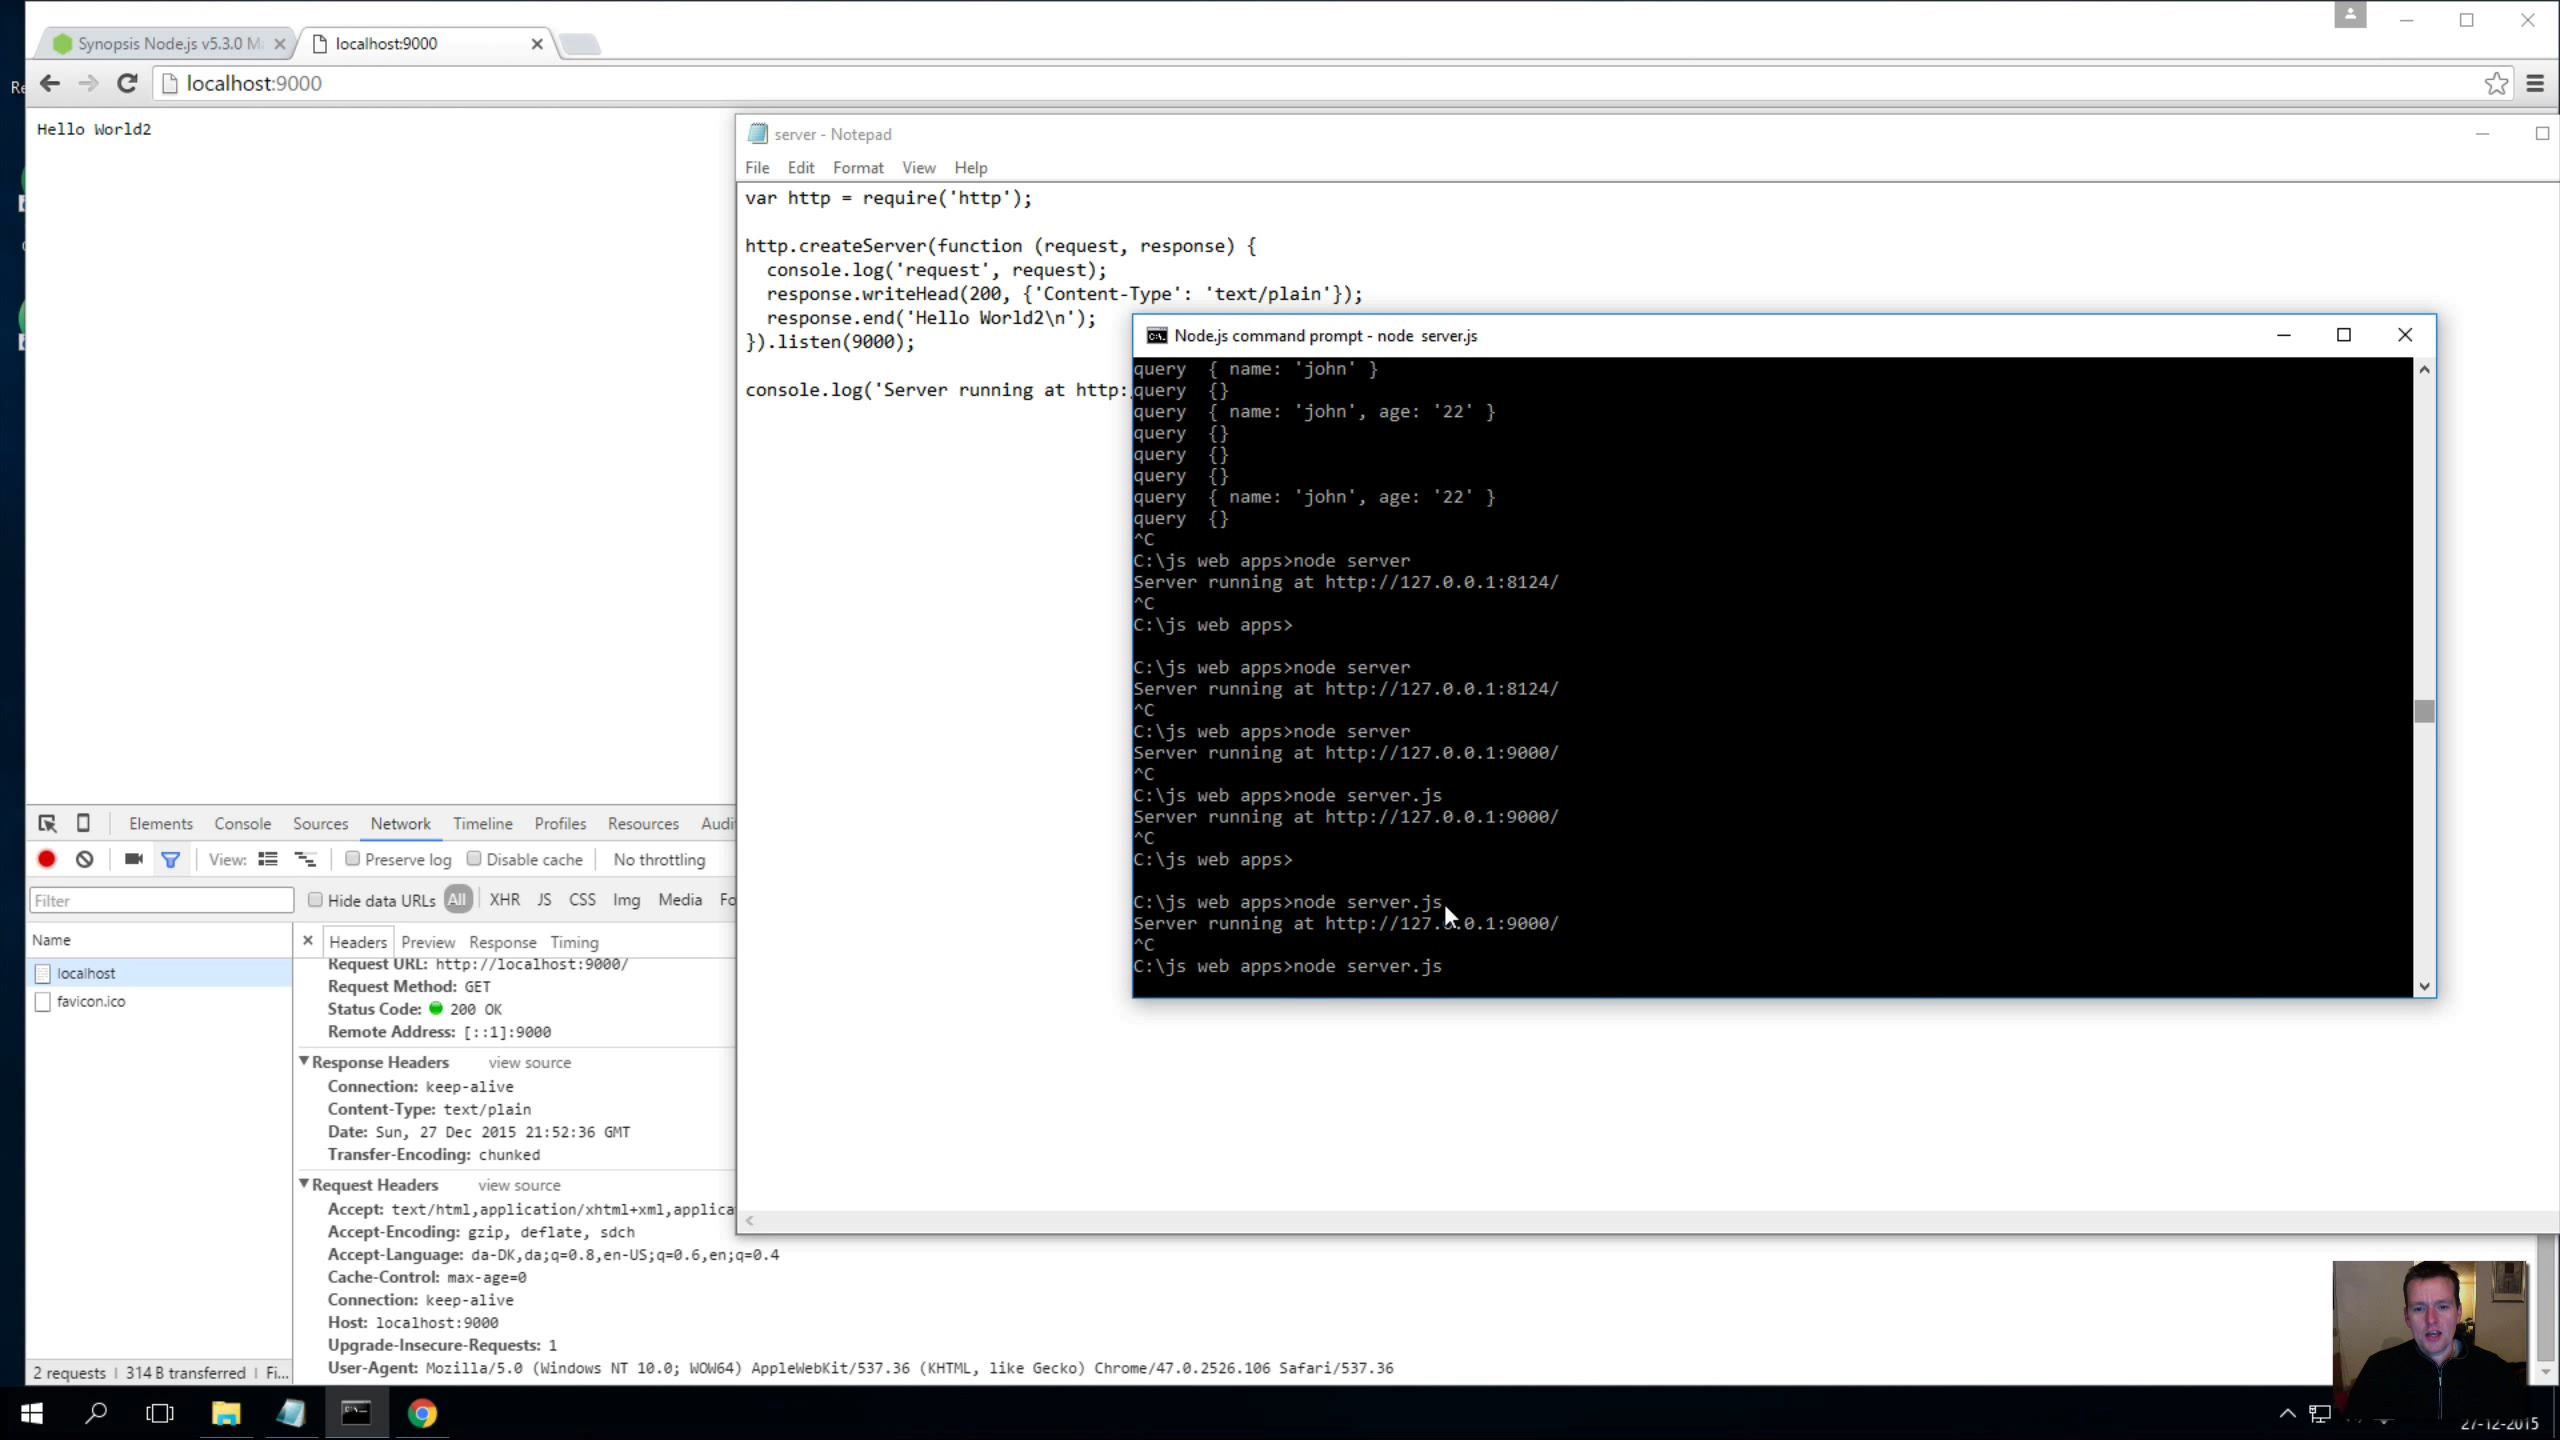 Synopsis Node.js v5.3.0 M
localhost:9000
localhost:9000
Hello World2
server - Notepad
File Edit Format View Help
var http = require('http');
http.createServer(function (request, response) {
console.log('request', request);
response.writeHead(200, {'Content-Type': 'text/plain'});
response.end('Hello World2\n');
}).listen(9000);
console.log('Server running at http:
Node.js command prompt - node server.js
query { name: 'john' }
query {}
query { name: 'john', age: '22' }
query {}
query {}
query {}
query { name: 'john', age: '22' }
query {}
^C
C:\js web apps>node server
Server running at http://127.0.0.1:8124/
^C
C:\js web apps>
C:\js web apps>node server
Server running at http://127.0.0.1:8124/
^C
C:\js web apps>node server
Server running at http://127.0.0.1:9000/
^C
C:\js web apps>node server.js
Server running at http://127.0.0.1:9000/
^C
C:\js web apps>
C:\js web apps>node server.js
Server running at http://127.0.0.1:9000/
^C
C:\js web apps>node server.js
Elements Console Sources Network Timeline Profiles Resources Audi
View: Preserve log Disable cache No throttling
Filter Hide data URLs All XHR JS CSS Img Media Fo
Name
localhost
favicon.ico
Headers Preview Response Timing
Request URL: http://localhost:9000/
Request Method: GET
Status Code: 200 OK
Remote Address: [::1]:9000
Response Headers view source
Connection: keep-alive
Content-Type: text/plain
Date: Sun, 27 Dec 2015 21:52:36 GMT
Transfer-Encoding: chunked
Request Headers view source
Accept: text/html,application/xhtml+xml,applica
Accept-Encoding: gzip, deflate, sdch
Accept-Language: da-DK,da;q=0.8,en-US;q=0.6,en;q=0.4
Cache-Control: max-age=0
Connection: keep-alive
Host: localhost:9000
Upgrade-Insecure-Requests: 1
User-Agent: Mozilla/5.0 (Windows NT 10.0; WOW64) AppleWebKit/537.36 (KHTML, like Gecko) Chrome/47.0.2526.106 Safari/537.36
2 requests | 314 B transferred | Fi...
27-12-2015